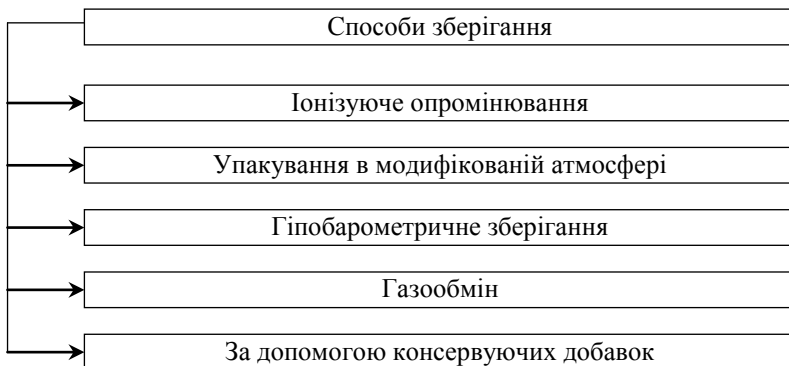 Способи зберігання
Іонізуюче опромінювання
Упакування в модифікованій атмосфері
Гіпобарометричне зберігання
Газообмін
За допомогою консервуючих добавок